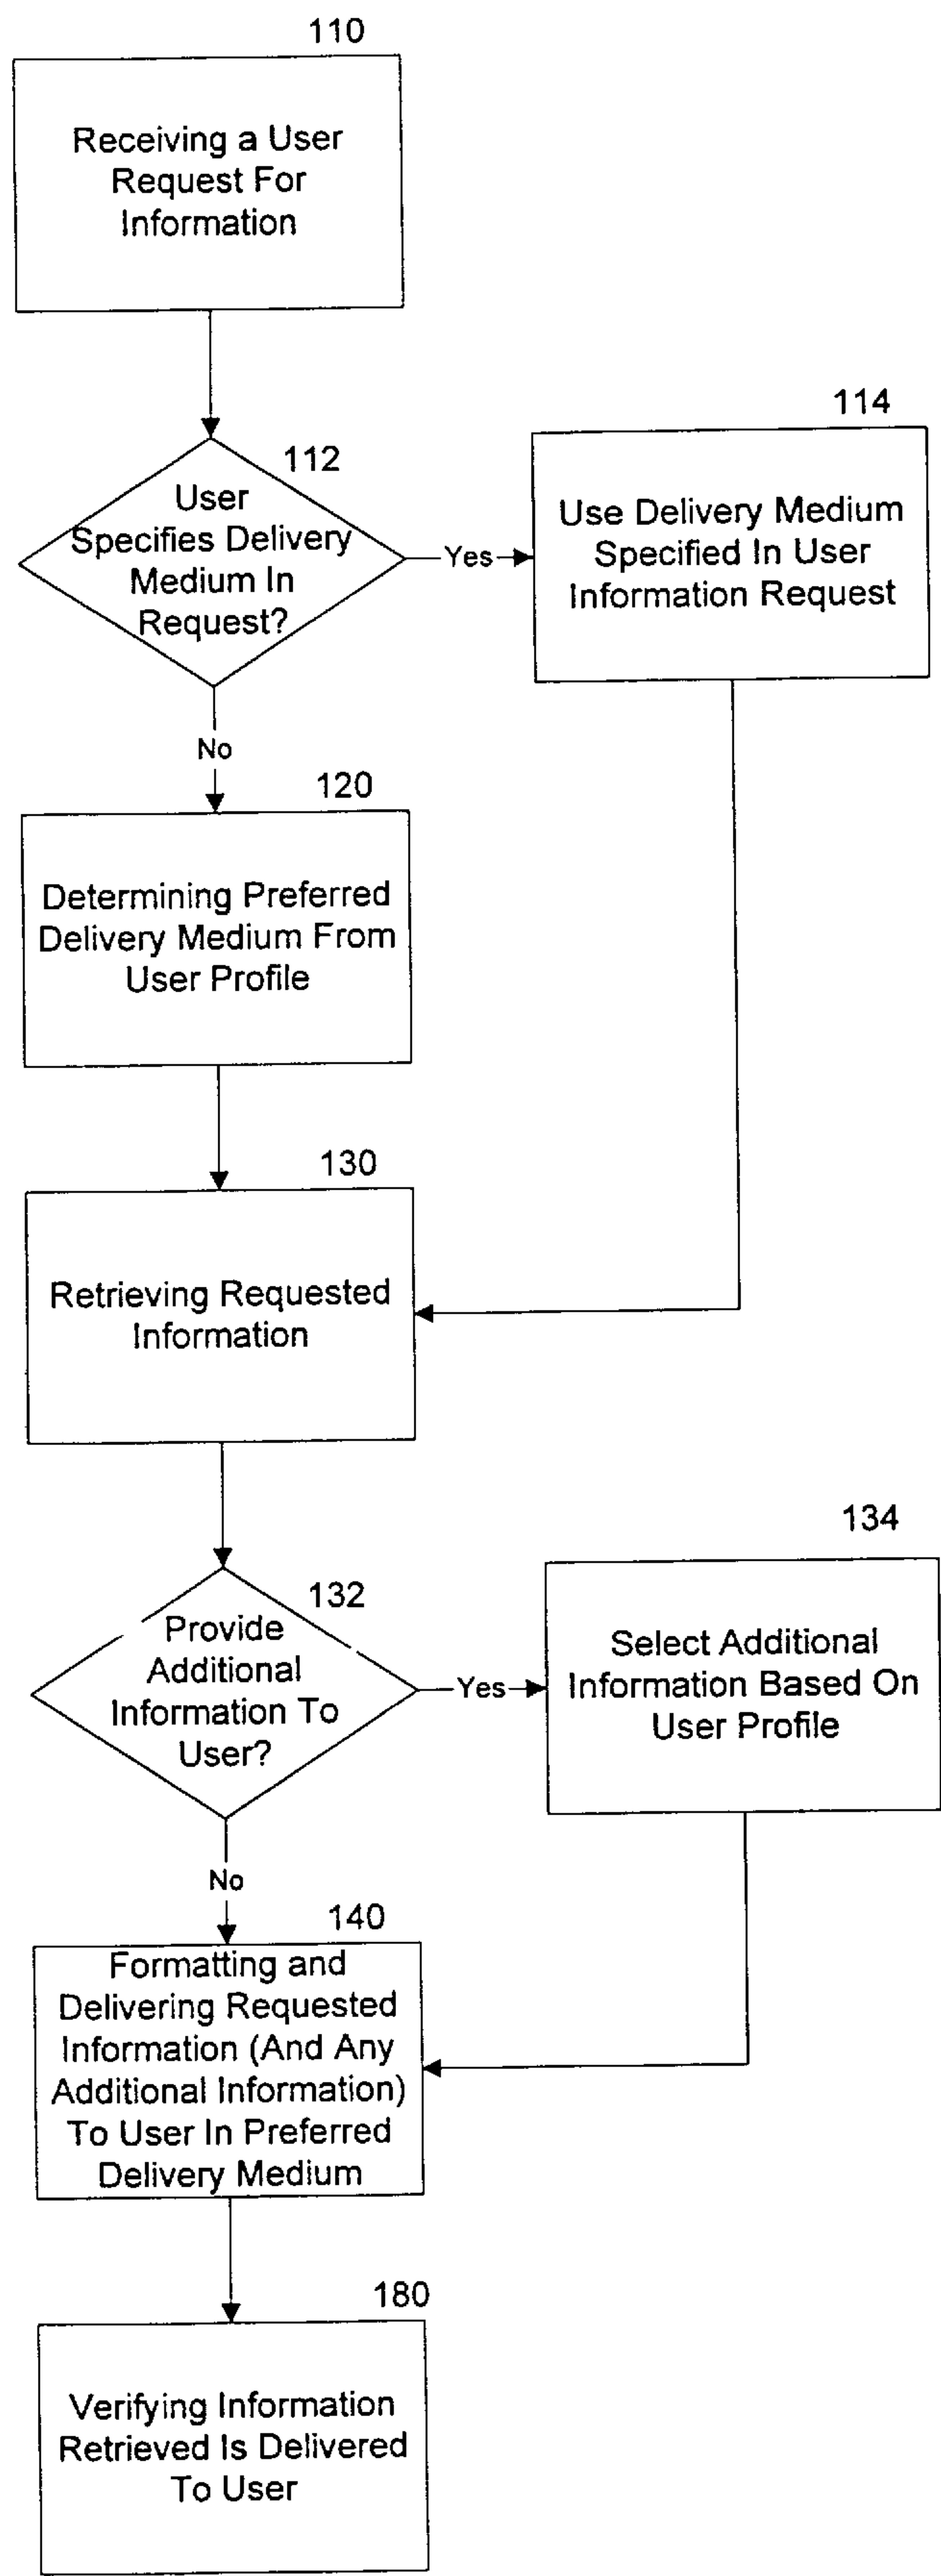 110
Receiving a User
Request For
Information
112
User
Specifies Delivery
Medium In
Request?
Yes
114
Use Delivery Medium
Specified In User
Information Request
No
120
Determining Preferred
Delivery Medium From
User Profile
130
Retrieving Requested
Information
132
Provide
Additional
Information To
User?
Yes
134
Select Additional
Information Based On
User Profile
No
140
Formatting and
Delivering Requested
Information (And Any
Additional Information)
To User In Preferred
Delivery Medium
180
Verifying Information
Retrieved Is Delivered
To User